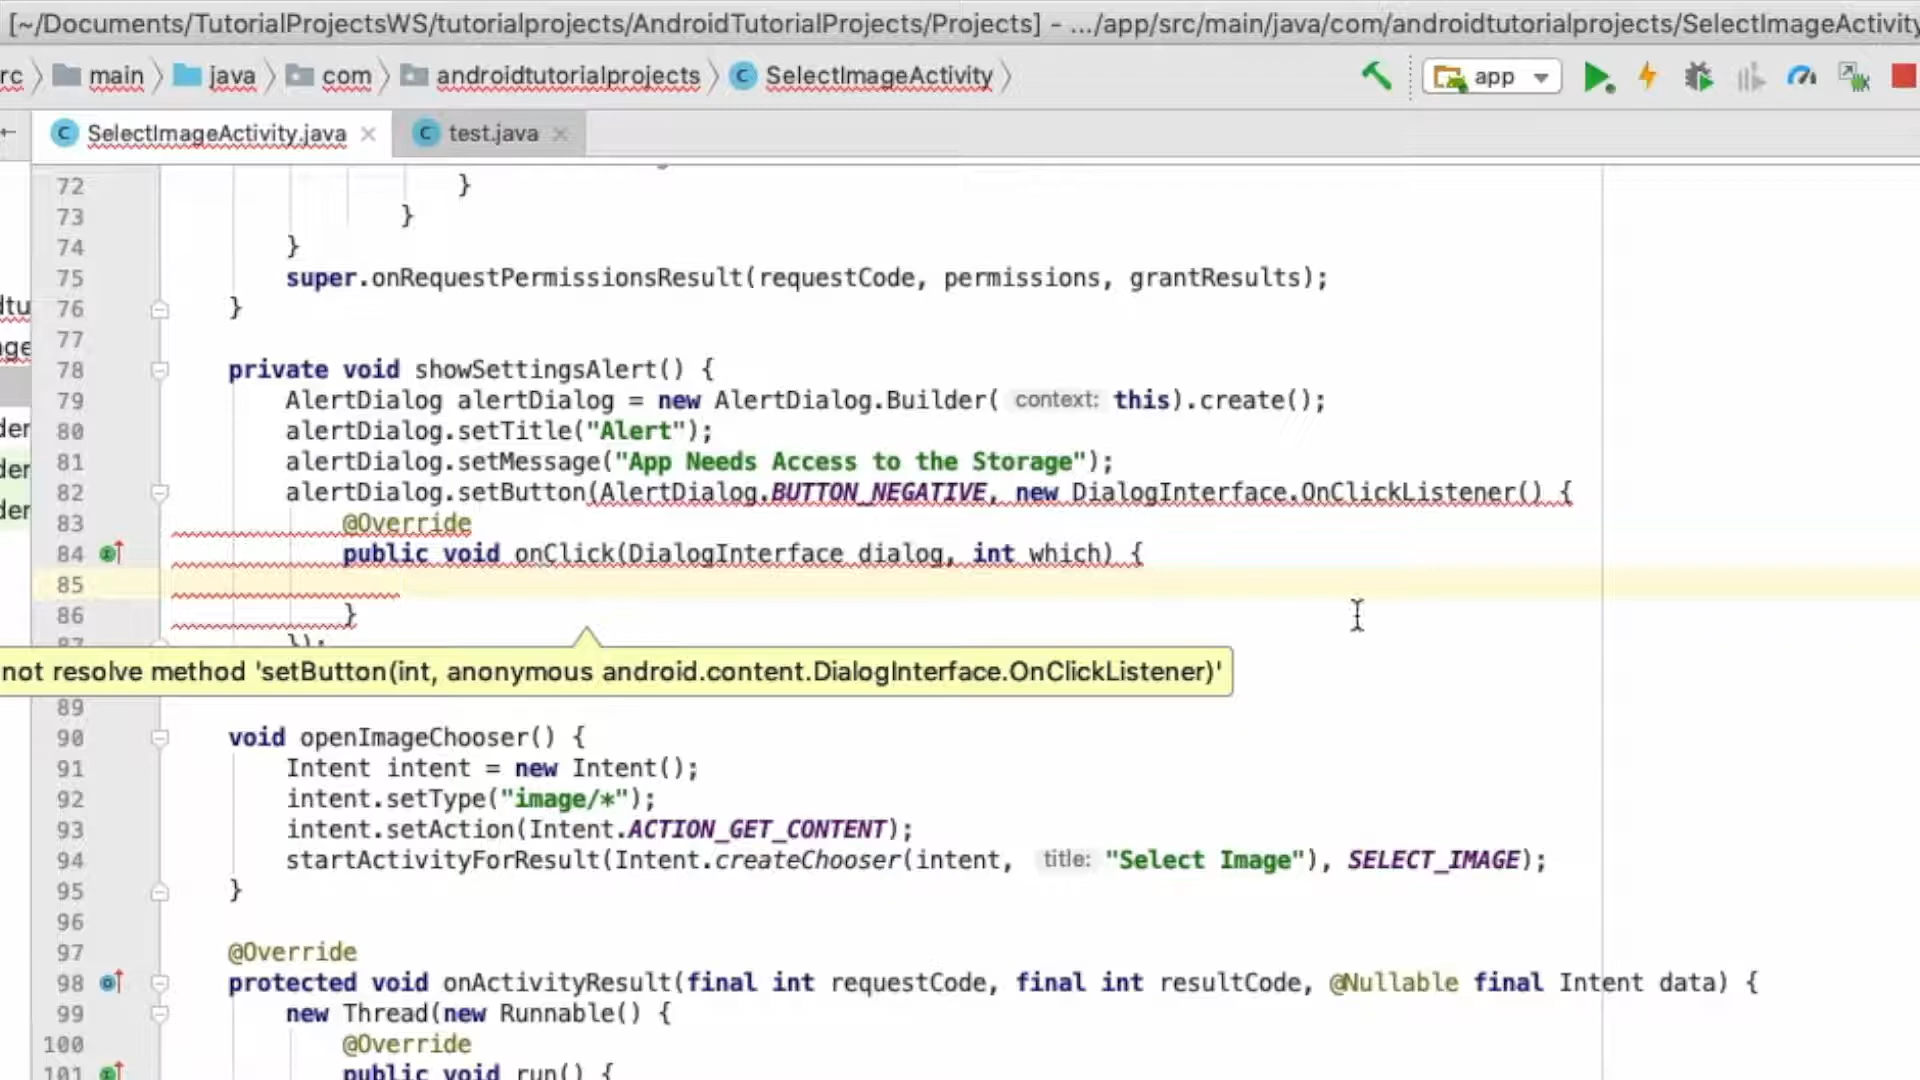 [~/Documents/TutorialProjectsWS/tutorialprojects/AndroidTutorialProjects/Projects] - .../app/src/main/java/com/androidtutorialprojects/SelectImageActivity
rc main java com androidtutorialprojects SelectImageActivity app
SelectImageActivity.java test.java
72 }
73 }
74 }
75 super.onRequestPermissionsResult(requestCode, permissions, grantResults);
76 }
77
78 private void showSettingsAlert() {
79 AlertDialog alertDialog = new AlertDialog.Builder( context: this).create();
80 alertDialog.setTitle("Alert");
81 alertDialog.setMessage("App Needs Access to the Storage");
82 alertDialog.setButton(AlertDialog.BUTTON_NEGATIVE, new DialogInterface.OnClickListener() {
83 @Override
84 public void onClick(DialogInterface dialog, int which) {
85
86 }
87 });
not resolve method 'setButton(int, anonymous android.content.DialogInterface.OnClickListener)'
89
90 void openImageChooser() {
91 Intent intent = new Intent();
92 intent.setType("image/*");
93 intent.setAction(Intent.ACTION_GET_CONTENT);
94 startActivityForResult(Intent.createChooser(intent, title: "Select Image"), SELECT_IMAGE);
95 }
96
97 @Override
98 protected void onActivityResult(final int requestCode, final int resultCode, @Nullable final Intent data) {
99 new Thread(new Runnable() {
100 @Override
101 public void run() {